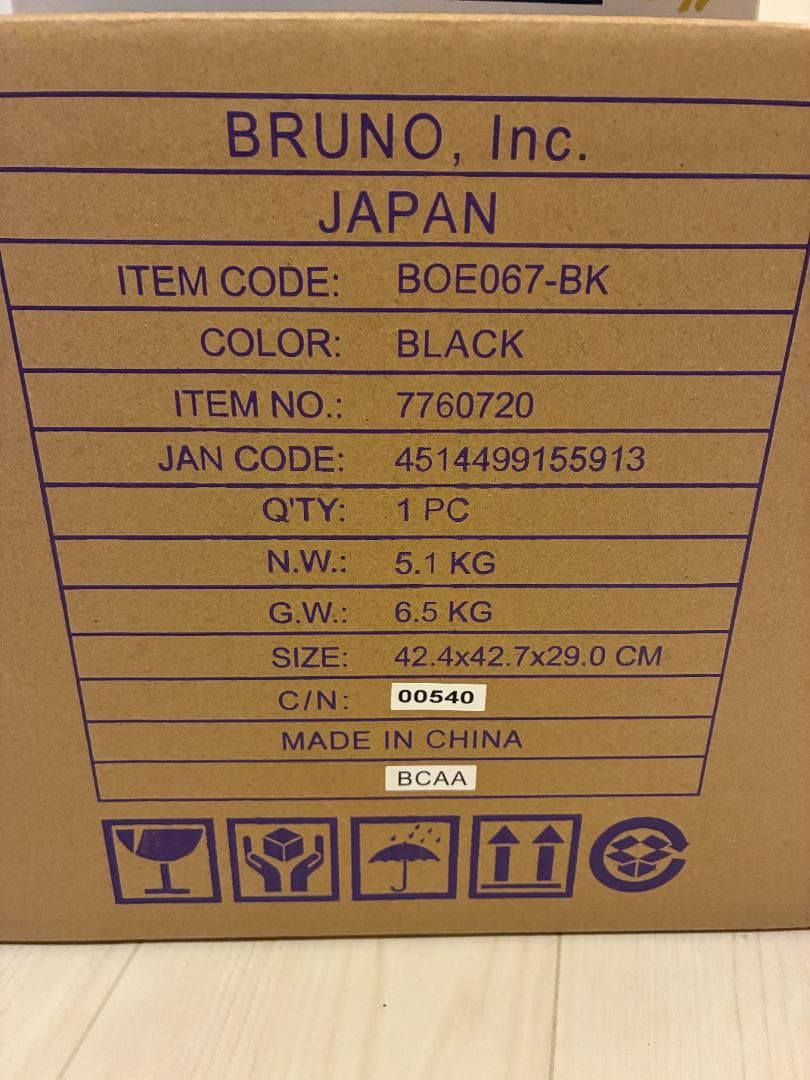 BRUNO, Inc.
JAPAN
ITEM CODE: BOE067-BK
COLOR: BLACK
ITEM NO.: 7760720
JAN CODE: 4514499155913
Q'TY: 1 PC
N.W.: 5.1 KG
G.W.: 6.5 KG
SIZE: 42.4x42.7x29.0 CM
C/N: 00540
MADE IN CHINA
BCAA